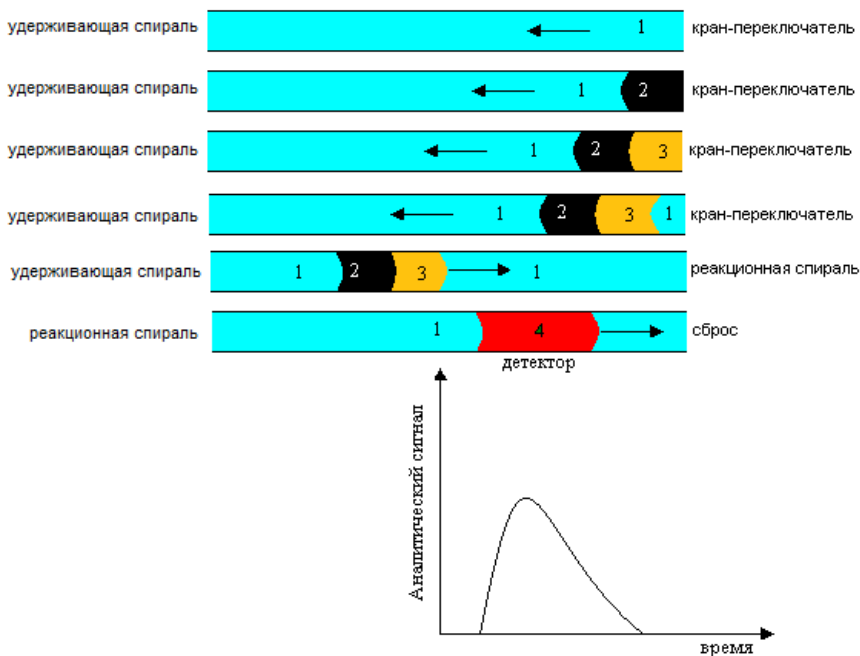 удерживающая спираль 1 кран-переключатель
удерживающая спираль 1 2 кран-переключатель
удерживающая спираль 1 2 3 кран-переключатель
удерживающая спираль 1 2 3 1 кран-переключатель
удерживающая спираль 1 2 3 1 реакционная спираль
реакционная спираль 1 4 сброс
детектор
Аналитический сигнал
время